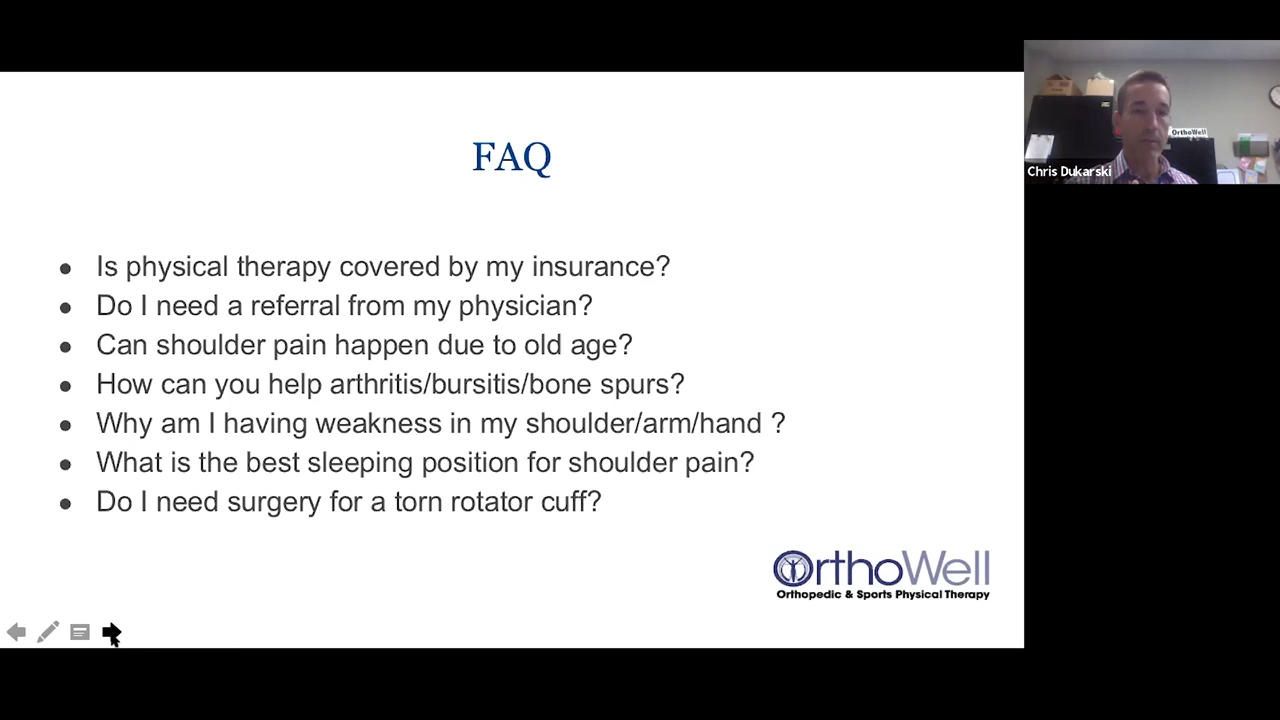 FAQ
Is physical therapy covered by my insurance?
Do I need a referral from my physician?
Can shoulder pain happen due to old age?
How can you help arthritis/bursitis/bone spurs?
Why am I having weakness in my shoulder/arm/hand ?
What is the best sleeping position for shoulder pain?
Do I need surgery for a torn rotator cuff?
OrthoWell
Orthopedic & Sports Physical Therapy
OrthoWell
Chris Dukarski